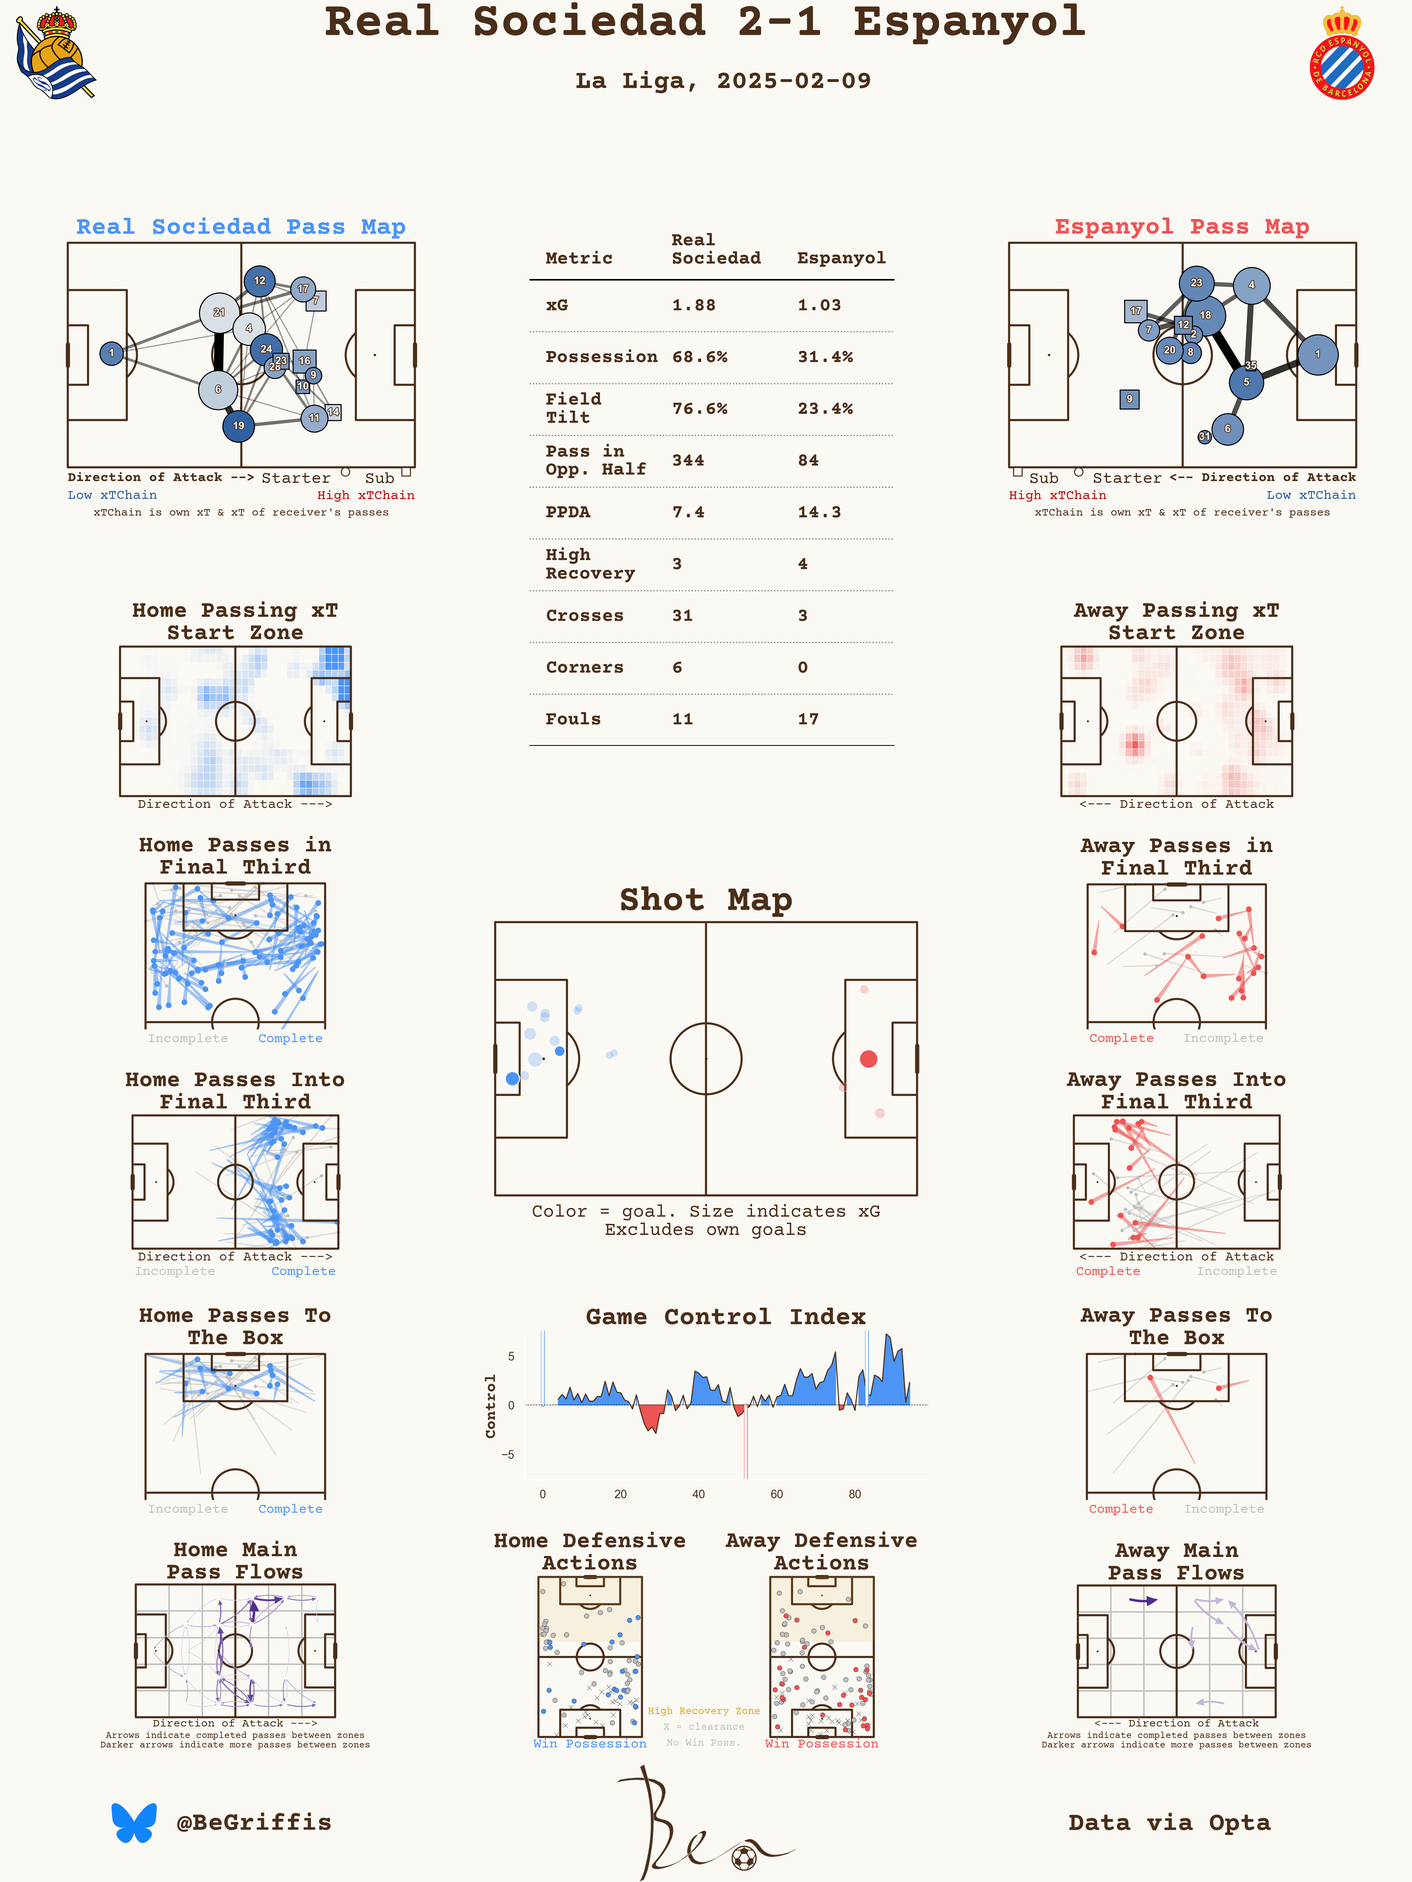 Real Sociedad 2-1 Espanyol
La Liga, 2025-02-09
RCD ESPANYOL
DE BARCELONA
Real Sociedad Pass Map
12
17
7
21
4
1
24
23
28
16
9
10
6
14
11
19
Direction of Attack --> Starter Sub
Low xTChain High xTChain
xTChain is own xT & xT of receiver's passes
Metric Real Sociedad Espanyol
xG 1.88 1.03
Possession 68.6% 31.4%
Field Tilt 76.6% 23.4%
Pass in Opp. Half 344 84
PPDA 7.4 14.3
High Recovery 3 4
Crosses 31 3
Corners 6 0
Fouls 11 17
Espanyol Pass Map
23
4
17
18
12
7
2
20
8
1
35
5
9
6
31
Sub Starter <-- Direction of Attack
High xTChain Low xTChain
xTChain is own xT & xT of receiver's passes
Home Passing xT
Start Zone
Direction of Attack --->
Away Passing xT
Start Zone
<--- Direction of Attack
Home Passes in
Final Third
Incomplete Complete
Away Passes in
Final Third
Complete Incomplete
Shot Map
Color = goal. Size indicates xG
Excludes own goals
Home Passes Into
Final Third
Direction of Attack --->
Incomplete Complete
Away Passes Into
Final Third
<--- Direction of Attack
Complete Incomplete
Home Passes To
The Box
Incomplete Complete
Game Control Index
Control
5
0
−5
0 20 40 60 80
Away Passes To
The Box
Complete Incomplete
Home Main
Pass Flows
Direction of Attack --->
Arrows indicate completed passes between zones
Darker arrows indicate more passes between zones
Home Defensive
Actions
Win Possession
High Recovery Zone
X = clearance
No Win Poss.
Away Defensive
Actions
Win Possession
Away Main
Pass Flows
<--- Direction of Attack
Arrows indicate completed passes between zones
Darker arrows indicate more passes between zones
@BeGriffis
Ben
Data via Opta